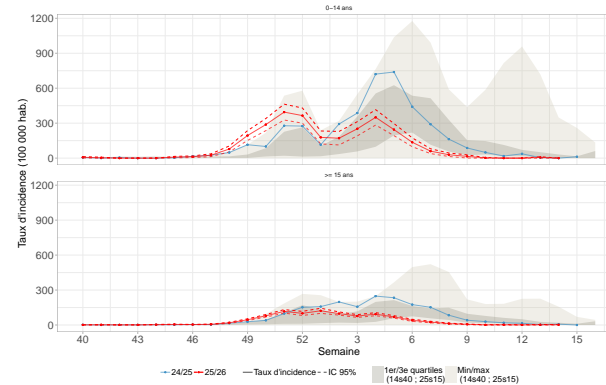 0−14 ans
1200
900
600
300
0
>= 15 ans
1200
900
600
300
0
Taux d'incidence (100 000 hab.)
40 43 46 49 52 3 6 9 12 15
Semaine
24/25 25/26 Taux d'incidence IC 95% 1er/3e quartiles (14s40 ; 25s15) Min/max (14s40 ; 25s15)